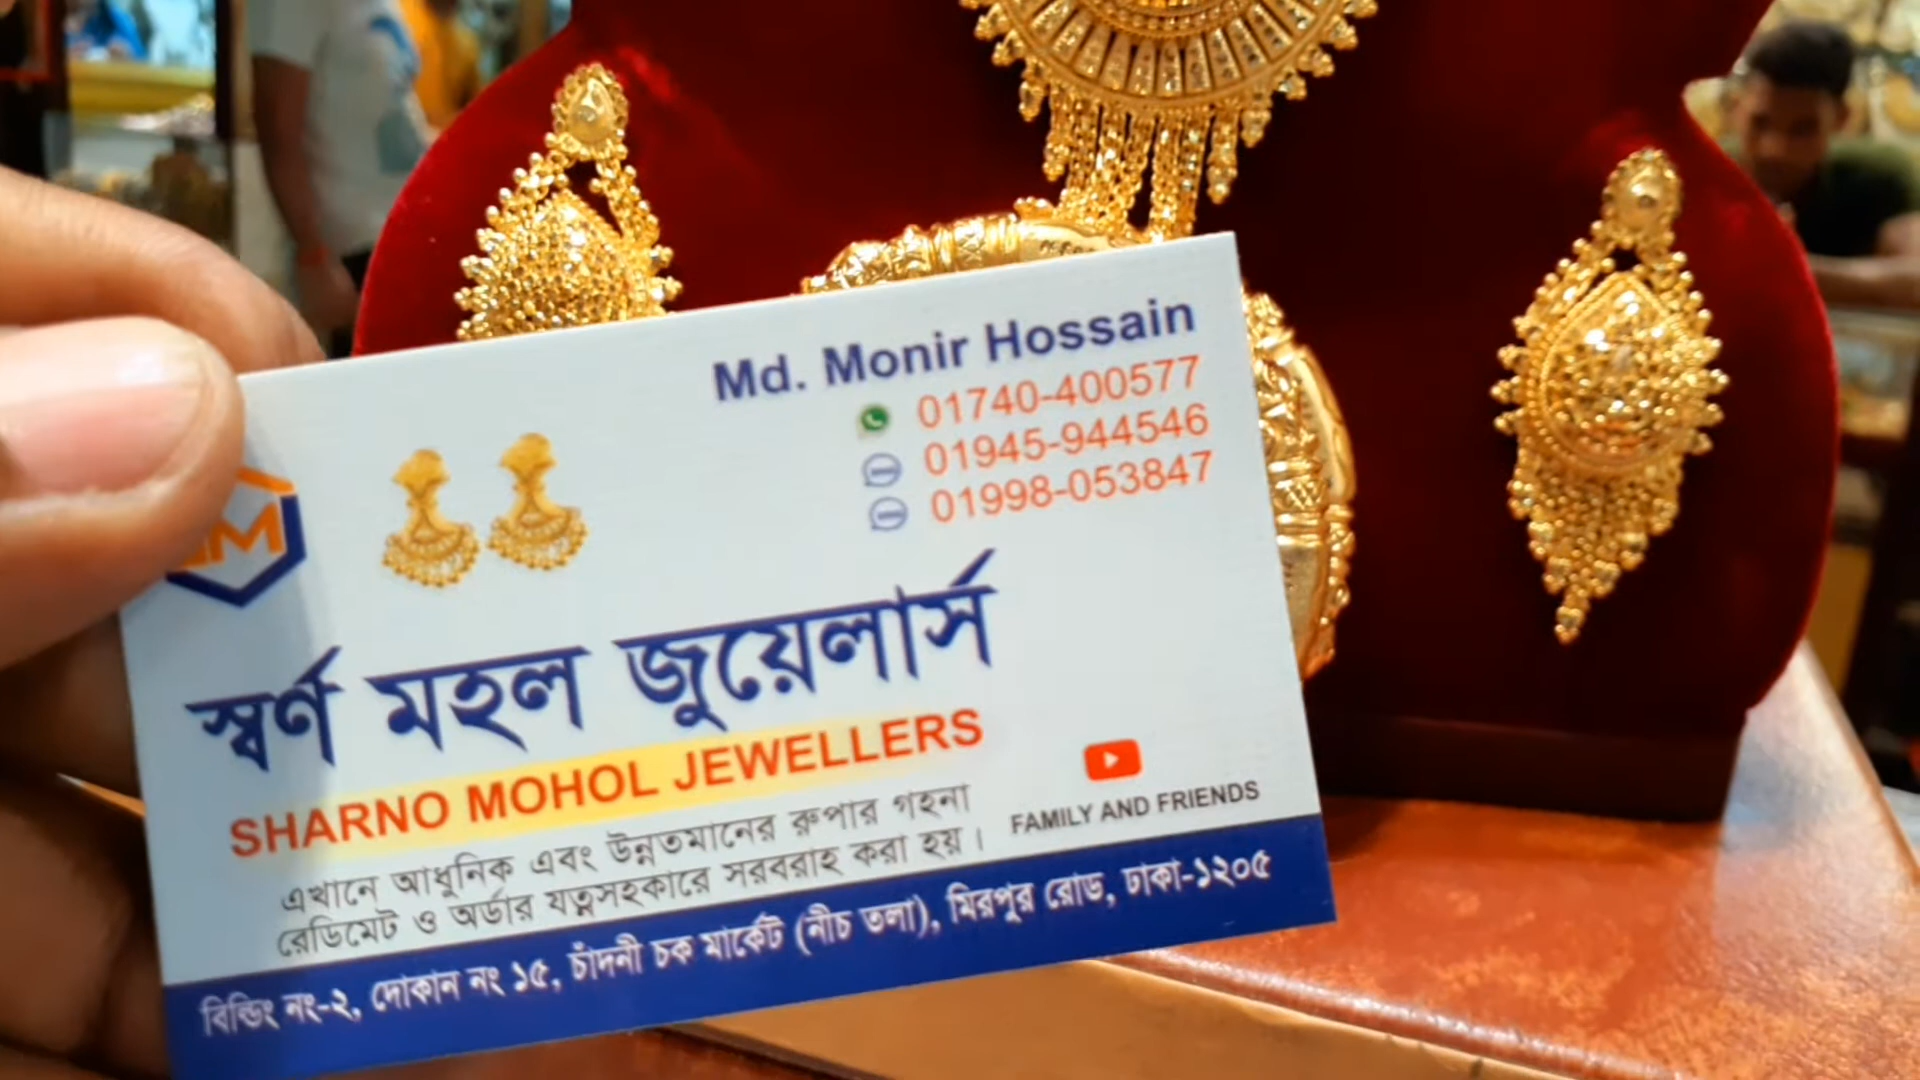 Md. Monir Hossain
01740-400577
01945-944546
01998-053847
স্বর্ণ মহল জুয়েলার্স
SHARNO MOHOL JEWELLERS
এখানে আধুনিক এবং উন্নতমানের রুপার গহনা
রেডিমেট ও অর্ডার যত্নসহকারে সরবরাহ করা হয়।
FAMILY AND FRIENDS
বিল্ডিং নং-২, দোকান নং ১৫, চাঁদনী চক মার্কেট (নীচ তলা), মিরপুর রোড, ঢাকা-১২০৫